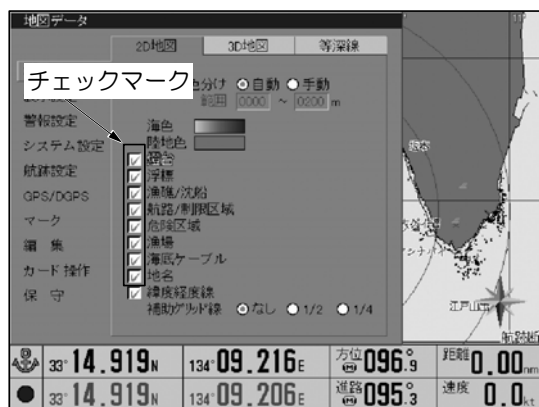 地図データ
2D地図 3D地図 等深線
チェックマーク
色分け 自動 手動
範囲 0000 ~ 0200 m
警報設定
海色
システム設定
陸地色
灯台
航跡設定
浮標
GPS/DGPS
漁礁/沈船
航路/制限区域
マーク
危険区域
編 集
漁場
海底ケーブル
カード操作
地名
保 守
緯度経度線
補助グリッド線 なし 1/2 1/4
江戸山
航跡断
33° 14.919N 134° 09.216E 方位 096°.9 距離 0.00nm
33° 14.919N 134° 09.206E 進路 095°.3 速度 0.0kt